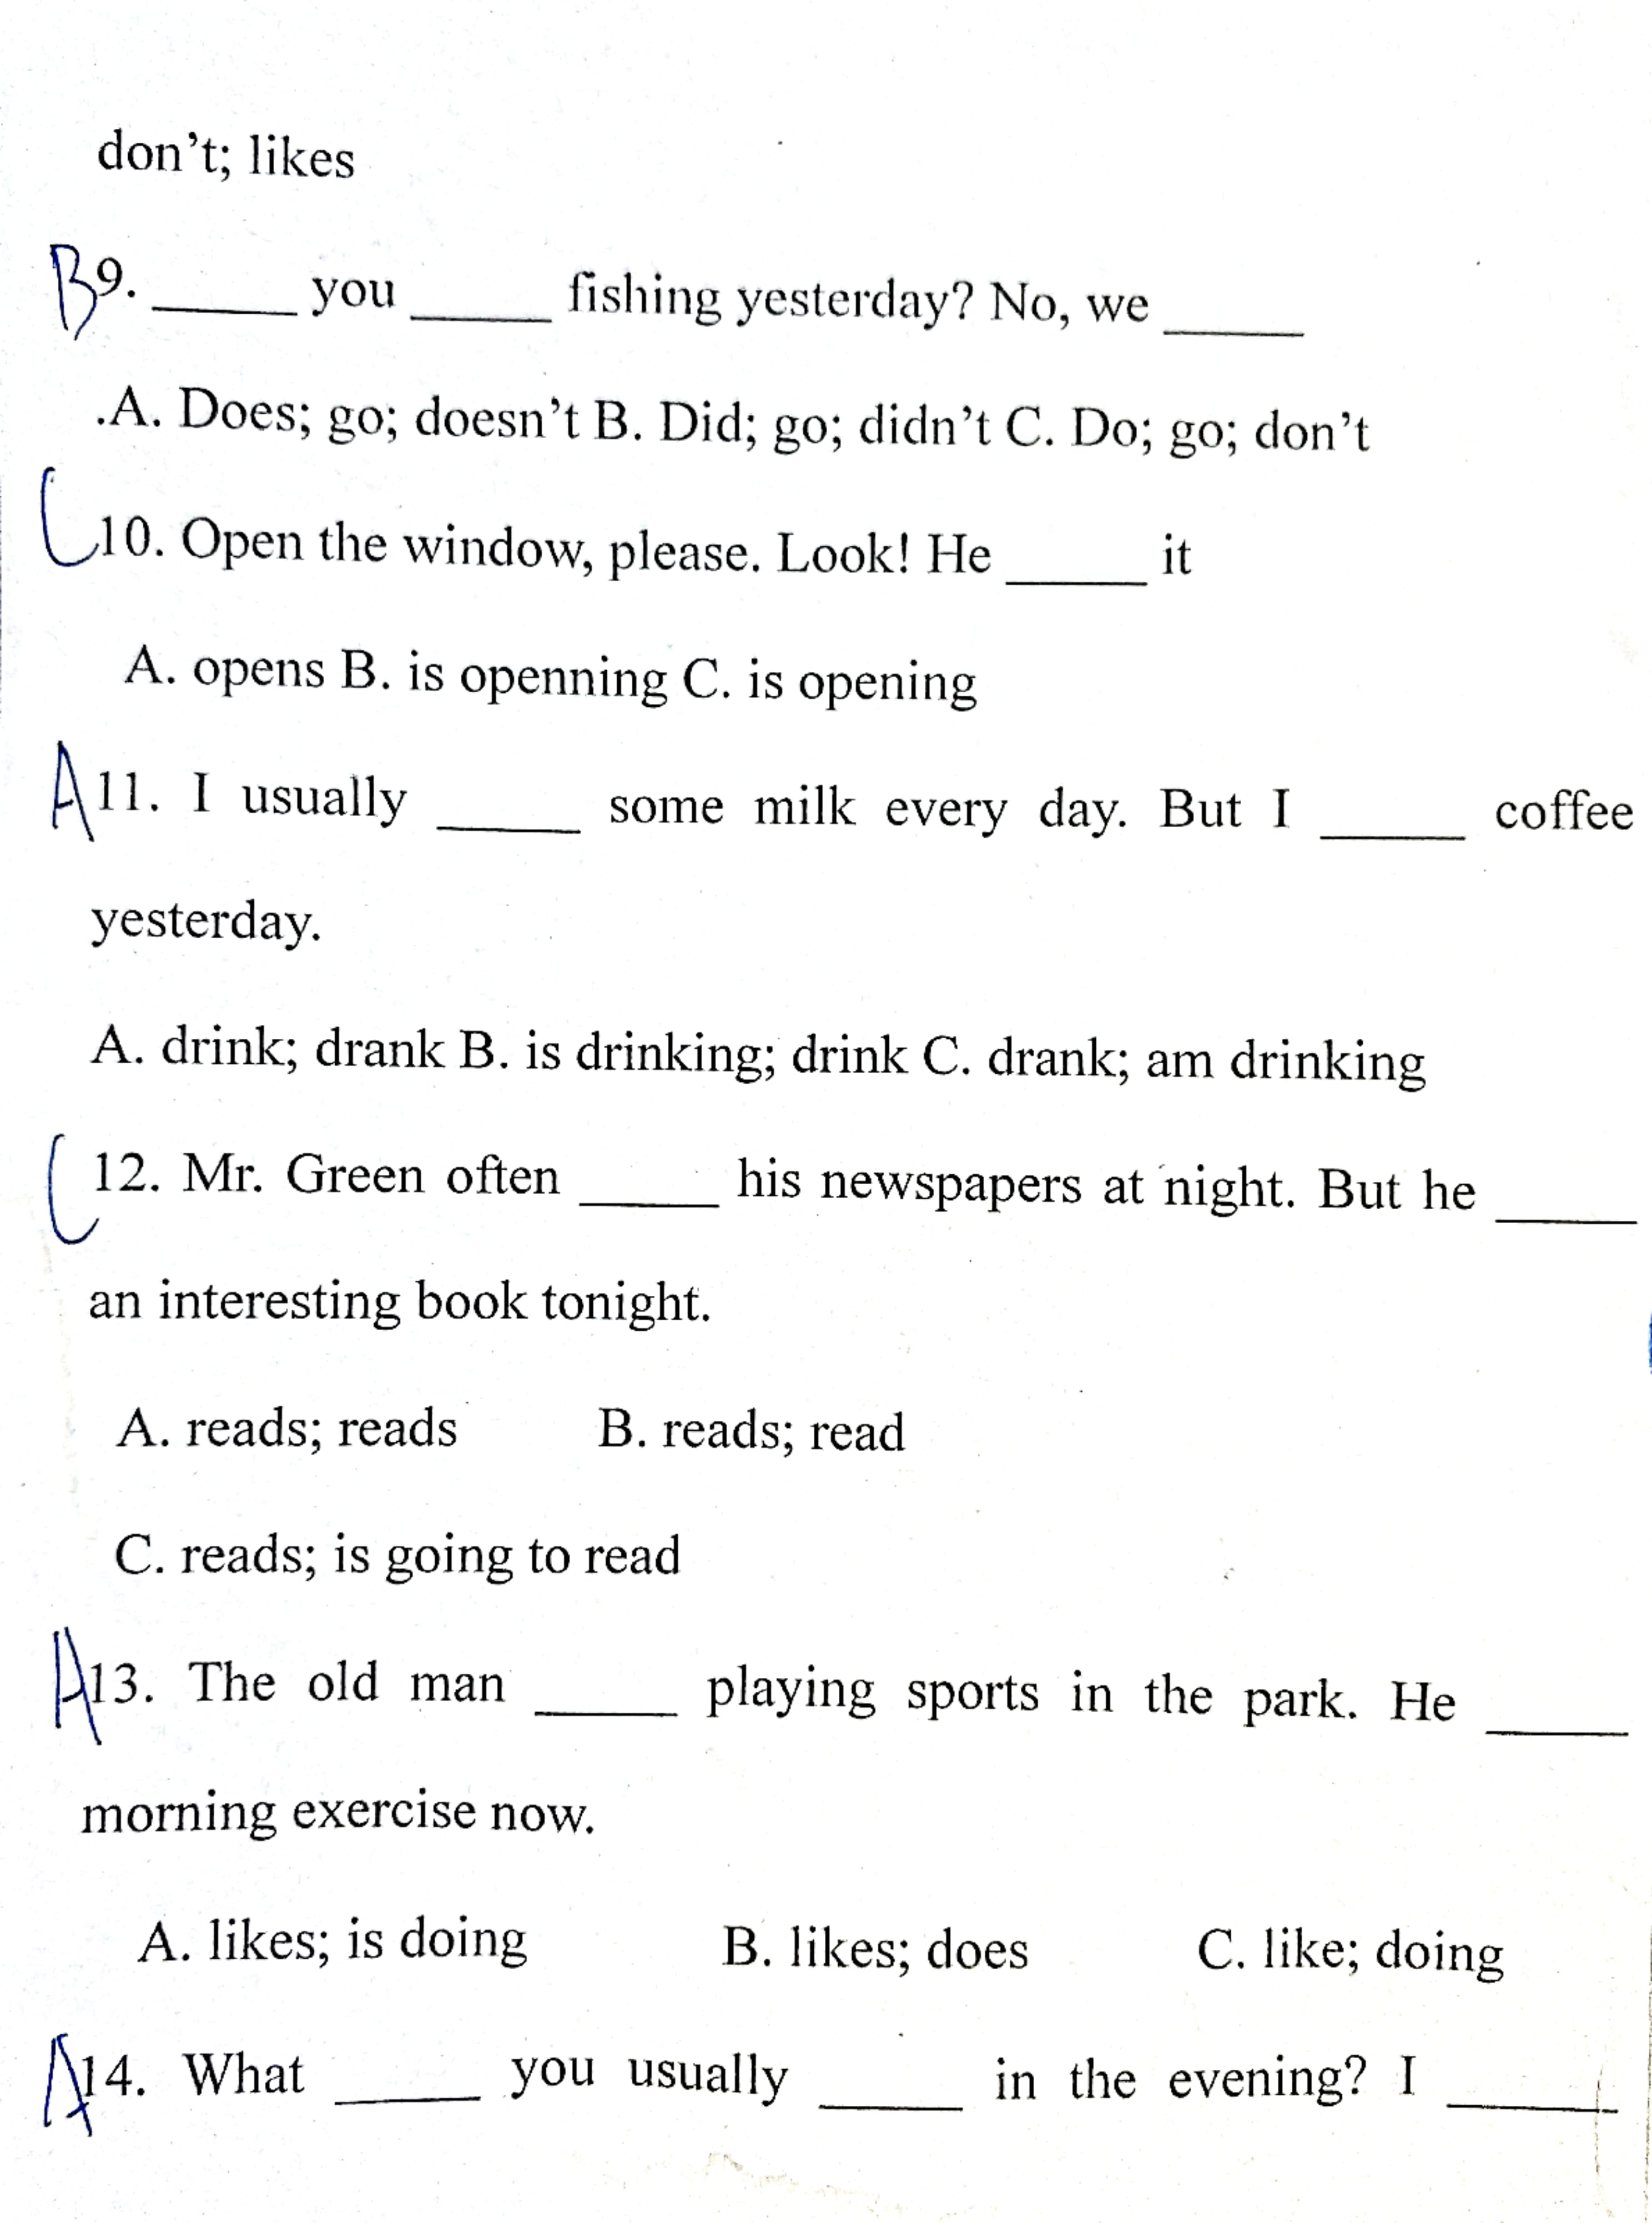 don't; likes
B 9. _____ you _____ fishing yesterday? No, we _____
.A. Does; go; doesn't B. Did; go; didn't C. Do; go; don't
C 10. Open the window, please. Look! He _____ it
A. opens B. is openning C. is opening
A 11. I usually _____ some milk every day. But I _____ coffee
yesterday.
A. drink; drank B. is drinking; drink C. drank; am drinking
C 12. Mr. Green often _____ his newspapers at night. But he _____
an interesting book tonight.
A. reads; reads B. reads; read
C. reads; is going to read
A 13. The old man _____ playing sports in the park. He _____
morning exercise now.
A. likes; is doing B. likes; does C. like; doing
A 14. What _____ you usually _____ in the evening? I _____